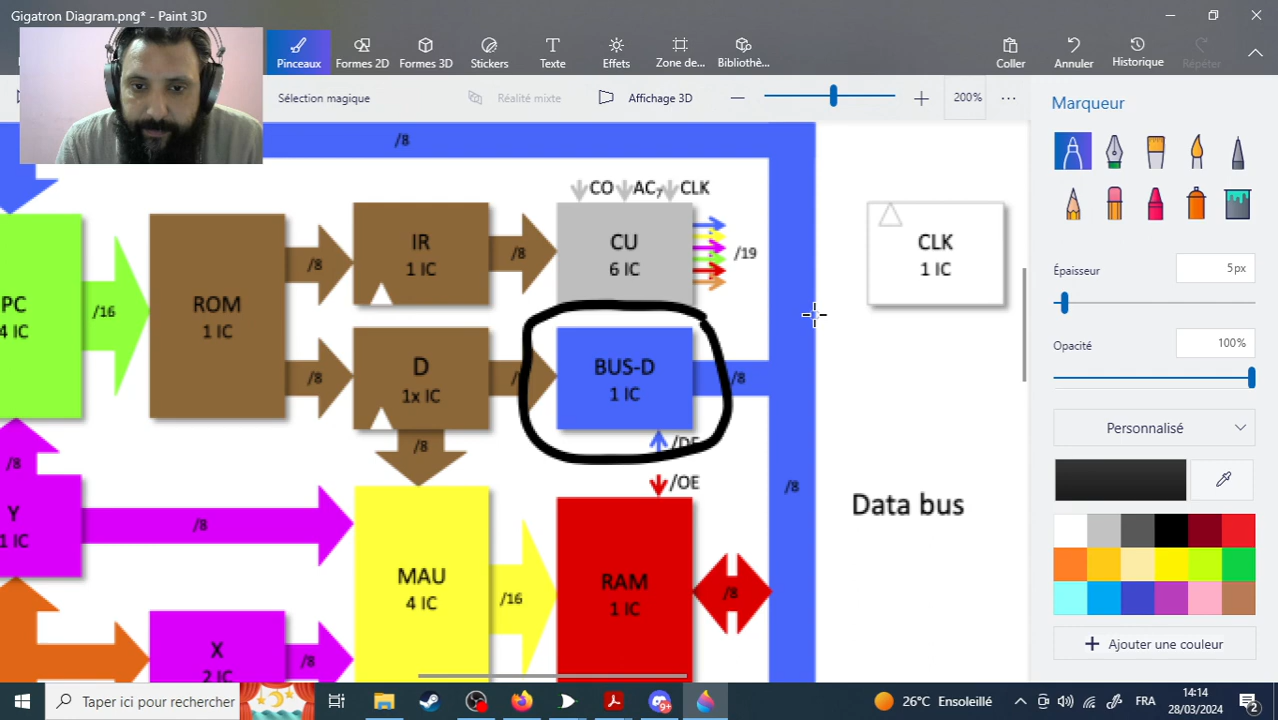 Gigatron Diagram.png* - Paint 3D
Pinceaux
Formes 2D
Formes 3D
Stickers
Texte
Effets
Zone de...
Bibliothè...
Coller
Annuler
Historique
Répéter
Sélection magique
Réalité mixte
Affichage 3D
200%
Marqueur
Épaisseur
5px
Opacité
100%
Personnalisé
Ajouter une couleur
/8
CO
AC7
CLK
PC
4 IC
/16
ROM
1 IC
/8
IR
1 IC
/8
CU
6 IC
/19
CLK
1 IC
/8
D
1x IC
BUS-D
1 IC
/8
/8
/OE
/8
/8
Data bus
Y
1 IC
/8
MAU
4 IC
/16
RAM
1 IC
/8
X
2 IC
/8
Taper ici pour rechercher
9+
26°C Ensoleillé
FRA
14:14
28/03/2024
2